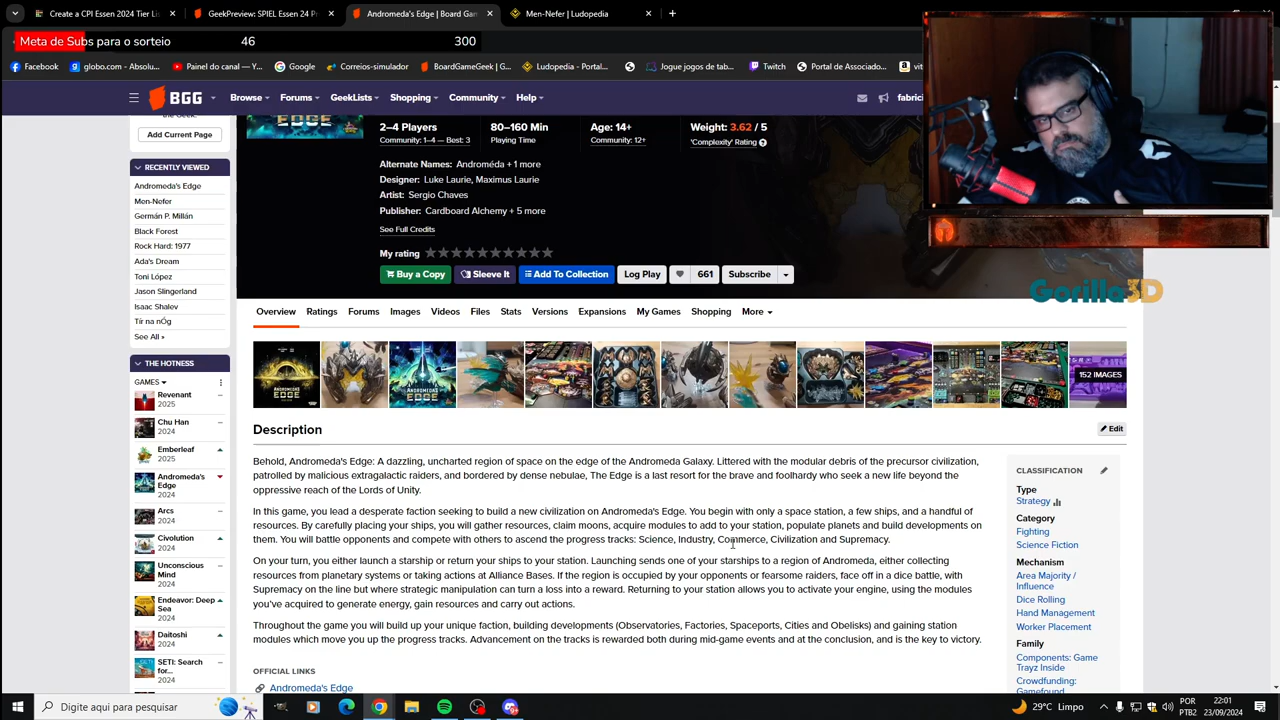 e com CPI Essen 2024 Tier Lis
GeekPreview: Essen 24 Pre
Andromeda's Edge | Board Gam
Men-Nefer | Ludopedia
Meta de Subs para o sorteio 46 300
Facebook
globo.com - Absolut
Painel do canal - Yo
Google
Correios - Simulador
BoardGameGeek | G
Ludopedia - Portal
Jogue jogos de tab
Twitch
Portal de Associado
BGG
Browse
Forums
GeekLists
Shopping
Community
Help
fabrici
the Geek.
Add Current Page
RECENTLY VIEWED
Andromeda's Edge
Men-Nefer
Germán P. Millán
Black Forest
Rock Hard: 1977
Ada's Dream
Toni López
Jason Slingerland
Isaac Shalev
Tír na nÓg
See All »
THE HOTNESS
GAMES
Revenant
2025
Chu Han
2024
Emberleaf
2025
Andromeda's
Edge
2024
Arcs
2024
Civolution
2024
Unconscious
Mind
2024
Endeavor: Deep
Sea
2024
Daitoshi
2024
SETI: Search
for...
2024
EDGE
2–4 Players
Community: 1–4 — Best: 3
80–160 Min
Playing Time
Age: 14+
Community: 12+
Weight: 3.62 / 5
'Complexity' Rating
Alternate Names: Androméda + 1 more
Designer: Luke Laurie, Maximus Laurie
Artist: Sergio Chaves
Publisher: Cardboard Alchemy + 5 more
See Full Credits
My rating
Buy a Copy
Sleeve It
Add To Collection
Log Play
661
Subscribe
Gorilla3D
Overview
Ratings
Forums
Images
Videos
Files
Stats
Versions
Expansions
My Games
Shopping
More
ANDROMEDA'S
EDGE
ANDROMEDA'S
EDGE
152 IMAGES
Description
Edit
Behold, Andromeda's Edge: A dazzling, uncharted region of space on the edge of the Andromeda Galaxy. Littered with the modular debris of the precursor civilization,
patrolled by malicious extragalactic raiders, and bordered by dense nebulae, The Edge is a last resort for the brave and foolhardy who seek a new life beyond the
oppressive reach of the Lords of Unity.
In this game, you lead a desperate faction seeking to build a new civilization on Andromeda's Edge. You begin with only a space station, a few ships, and a handful of
resources. By carefully placing your ships, you will gather resources, claim moons, acquire modules to add to your station, populate planets and build developments on
them. You will battle opponents and compete with others to ascend the progress tracks: Science, Industry, Commerce, Civilization and Supremacy.
On your turn, you either launch a starship or return your ships to your station. Launching sends one of your starships to a region of Andromeda, either collecting
resources from planetary systems or taking actions at Alliance Bases. If the region is occupied by your opponents or fearsome raiders, face off in a dice battle, with
Supremacy on the line but where strategic manipulation can turn a loss into a reward. Returning to your station allows you to activate your engine, using the modules
you've acquired to generate energy, gain resources and carry out actions.
Throughout the game you will build up your unique faction, building developments (Observatories, Factories, Spaceports, Cities and Obelisks) and gaining station
modules which move you up the progress tracks. Advancement on the tracks is rewarded both during mid-game events and at the conclusion, and is the key to victory.
OFFICIAL LINKS
Andromeda's Edge
CLASSIFICATION
Type
Strategy
Category
Fighting
Science Fiction
Mechanism
Area Majority /
Influence
Dice Rolling
Hand Management
Worker Placement
Family
Components: Game
Trayz Inside
Crowdfunding:
Gamefound
Digite aqui para pesquisar
29°C Limpo
POR
PTB2
22:01
23/09/2024